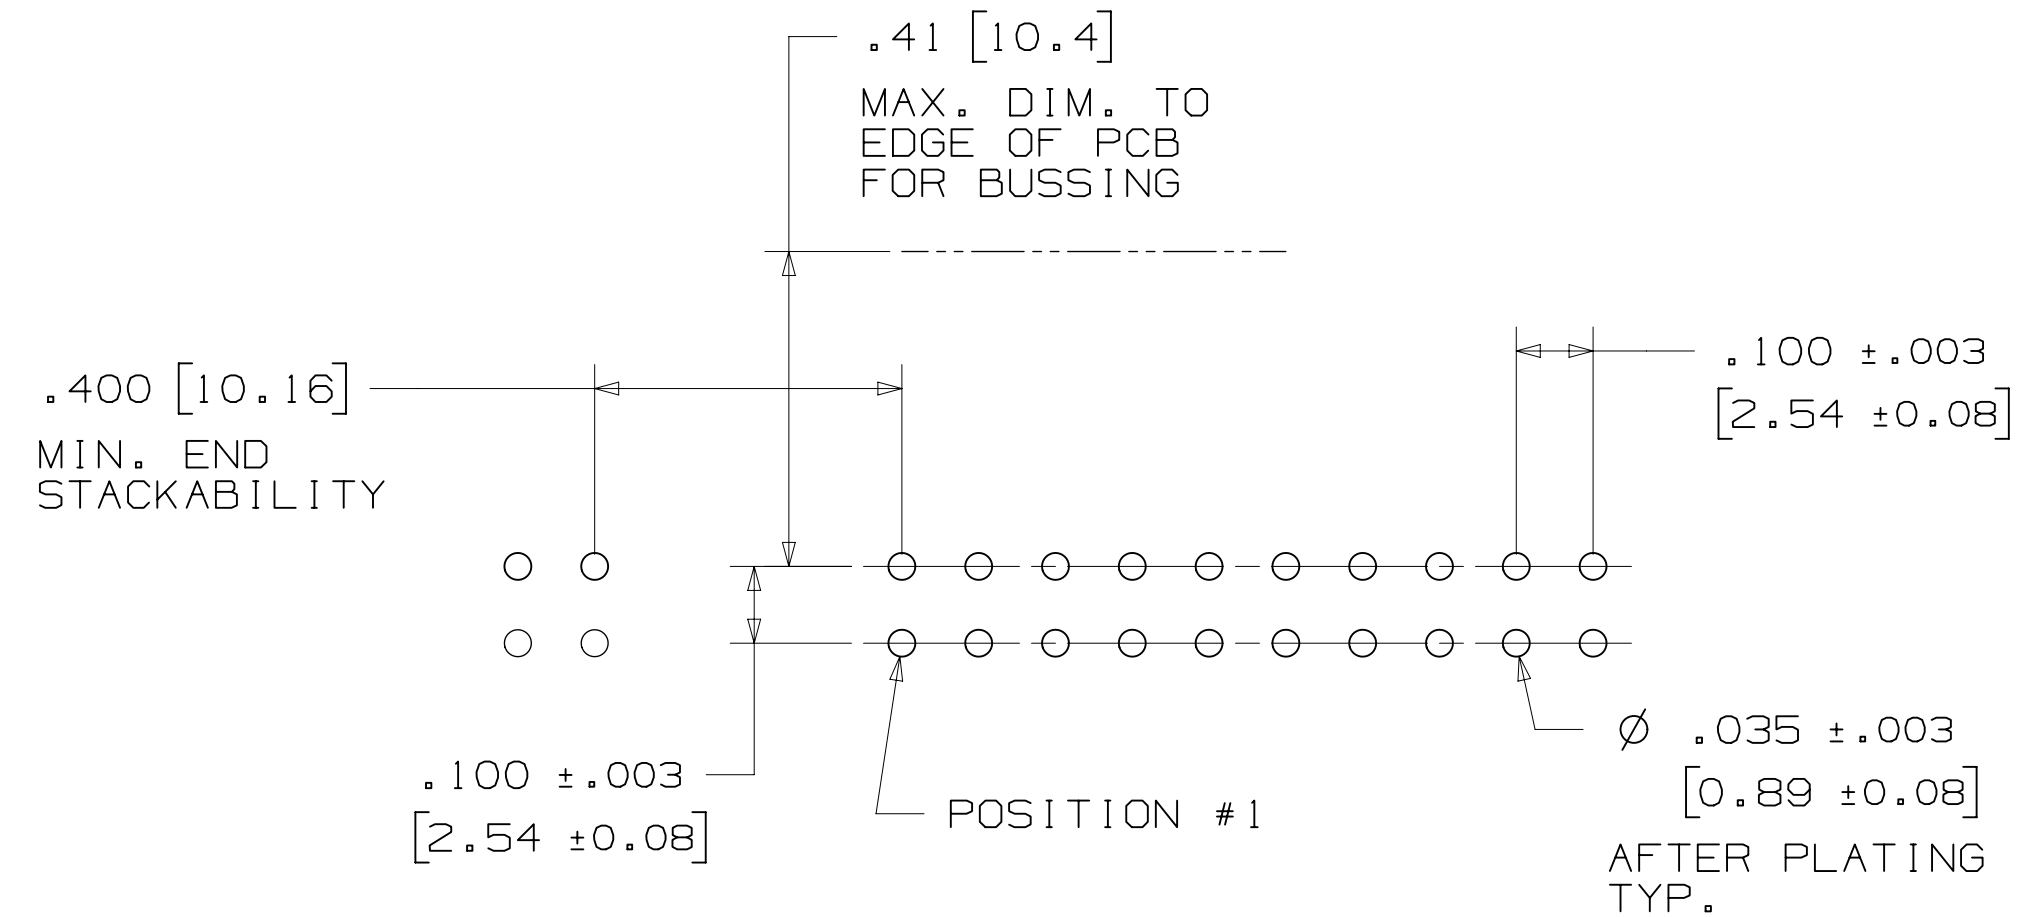 .41 [10.4]
MAX. DIM. TO
EDGE OF PCB
FOR BUSSING
.400 [10.16]
MIN. END
STACKABILITY
.100 ±.003
[2.54 ±0.08]
.100 ±.003
[2.54 ±0.08]
POSITION #1
Ø .035 ±.003
[0.89 ±0.08]
AFTER PLATING
TYP.